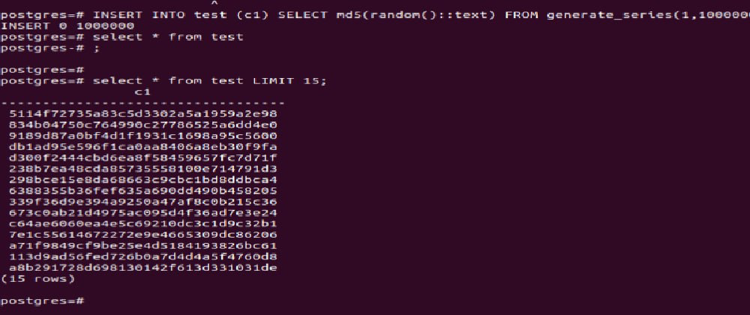 ^
postgres=# INSERT INTO test (c1) SELECT md5(random()::text) FROM generate_series(1,1000000
INSERT 0 1000000
postgres=# select * from test
postgres-# ;
postgres=#
postgres=# select * from test LIMIT 15;
c1
----------------------------------
5114f72735a83c5d3302a5a1959a2e98
834b04750c764990c27786525a6dd4e0
9189d87a0bf4d1f1931c1698a95c5600
db1ad95e596f1ca0aa8406a8eb30f9fa
d300f2444cbd6ea8f58459657fc7d71f
238b7ea48cda85735558100e714791d3
298bce15e8da68663c9cbc1bd8ddbca4
6388355b36fef635a690dd490b458205
339f36d9e394a9250a47af8c0b215c36
673c0ab21d4975ac095d4f36ad7e3e24
c64ae6060ea4e5c69210dc3c1d9c32b1
7e1c55614672272e9e4665309dc86206
a71f9849cf9be25e4d5184193826bc61
113d9ad56fed726b0a7d4d4a5f4760d8
a8b291728d698130142f613d331031de
(15 rows)
postgres=#